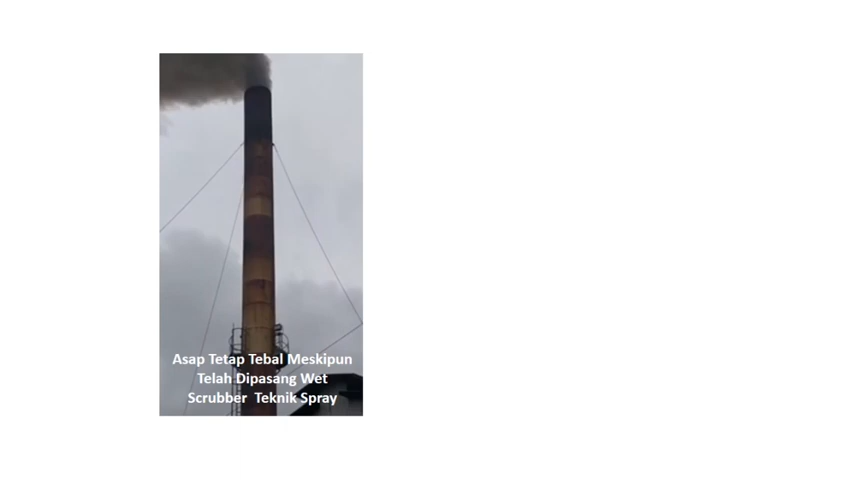 Asap Tetap Tebal Meskipun
Telah Dipasang Wet
Scrubber  Teknik Spray